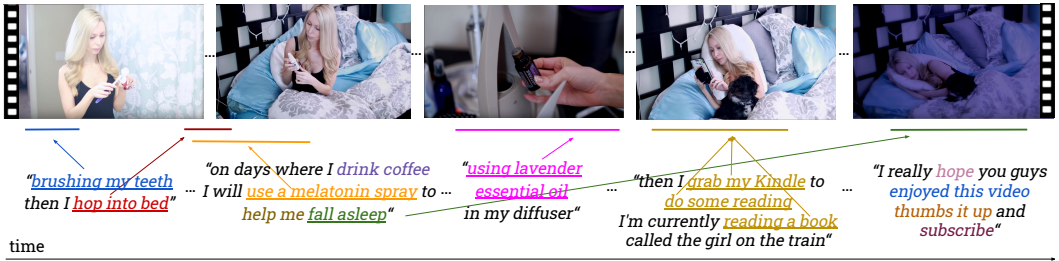 ... ... ... ...
“brushing my teeth
then I hop into bed“
...
“on days where I drink coffee
I will use a melatonin spray to
help me fall asleep“
...
“using lavender
essential oil
in my diffuser“
...
“then I grab my Kindle to
do some reading
I'm currently reading a book
called the girl on the train“
...
“I really hope you guys
enjoyed this video
thumbs it up and
subscribe“
time